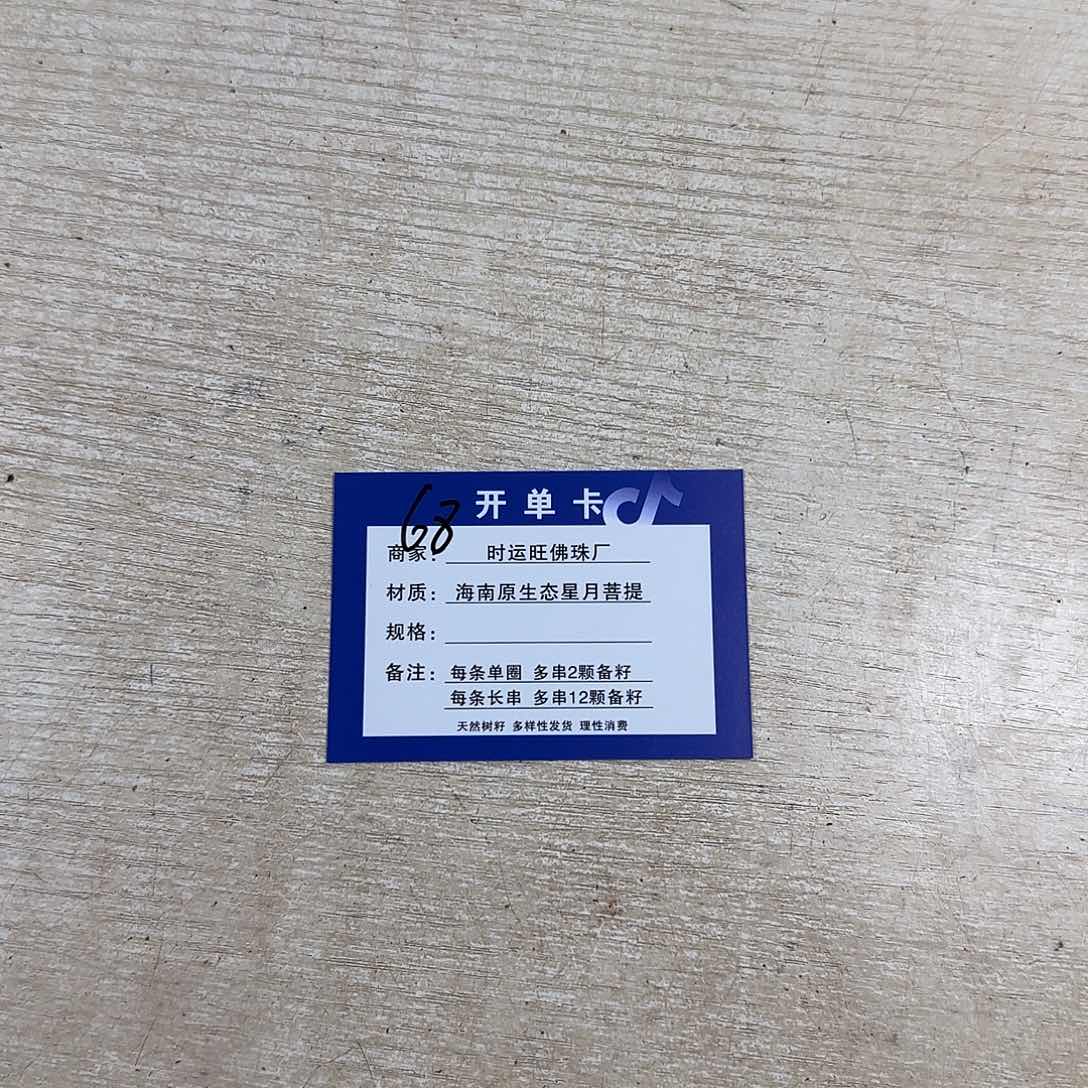 68
开单卡
商家：时运旺佛珠厂
材质：海南原生态星月菩提
规格：
备注：每条单圈 多串2颗备籽
每条长串 多串12颗备籽
天然树籽 多样性发货 理性消费